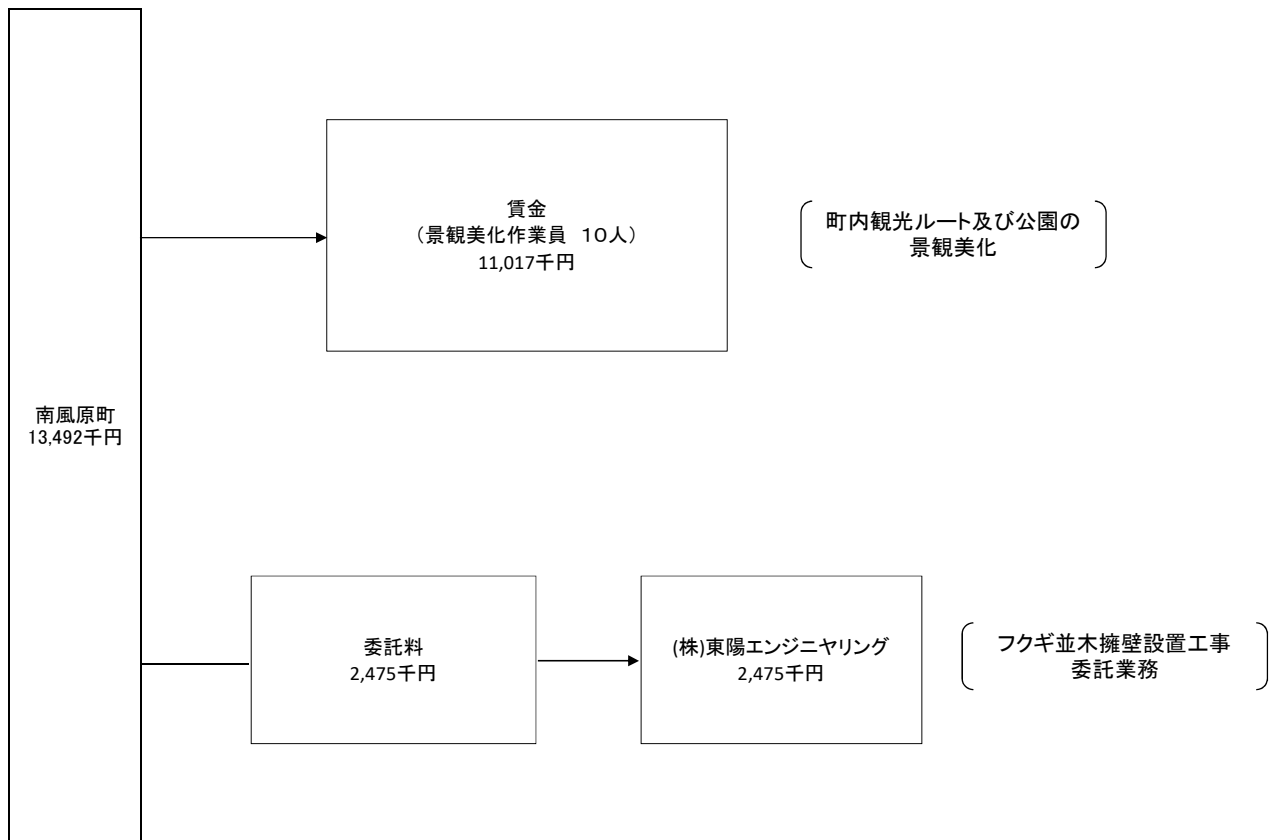 賃金
（景観美化作業員　１０人）
11,017千円
町内観光ルート及び公園の
景観美化
南風原町
13,492千円
委託料
2,475千円
(株)東陽エンジニヤリング
2,475千円
フクギ並木擁壁設置工事
委託業務